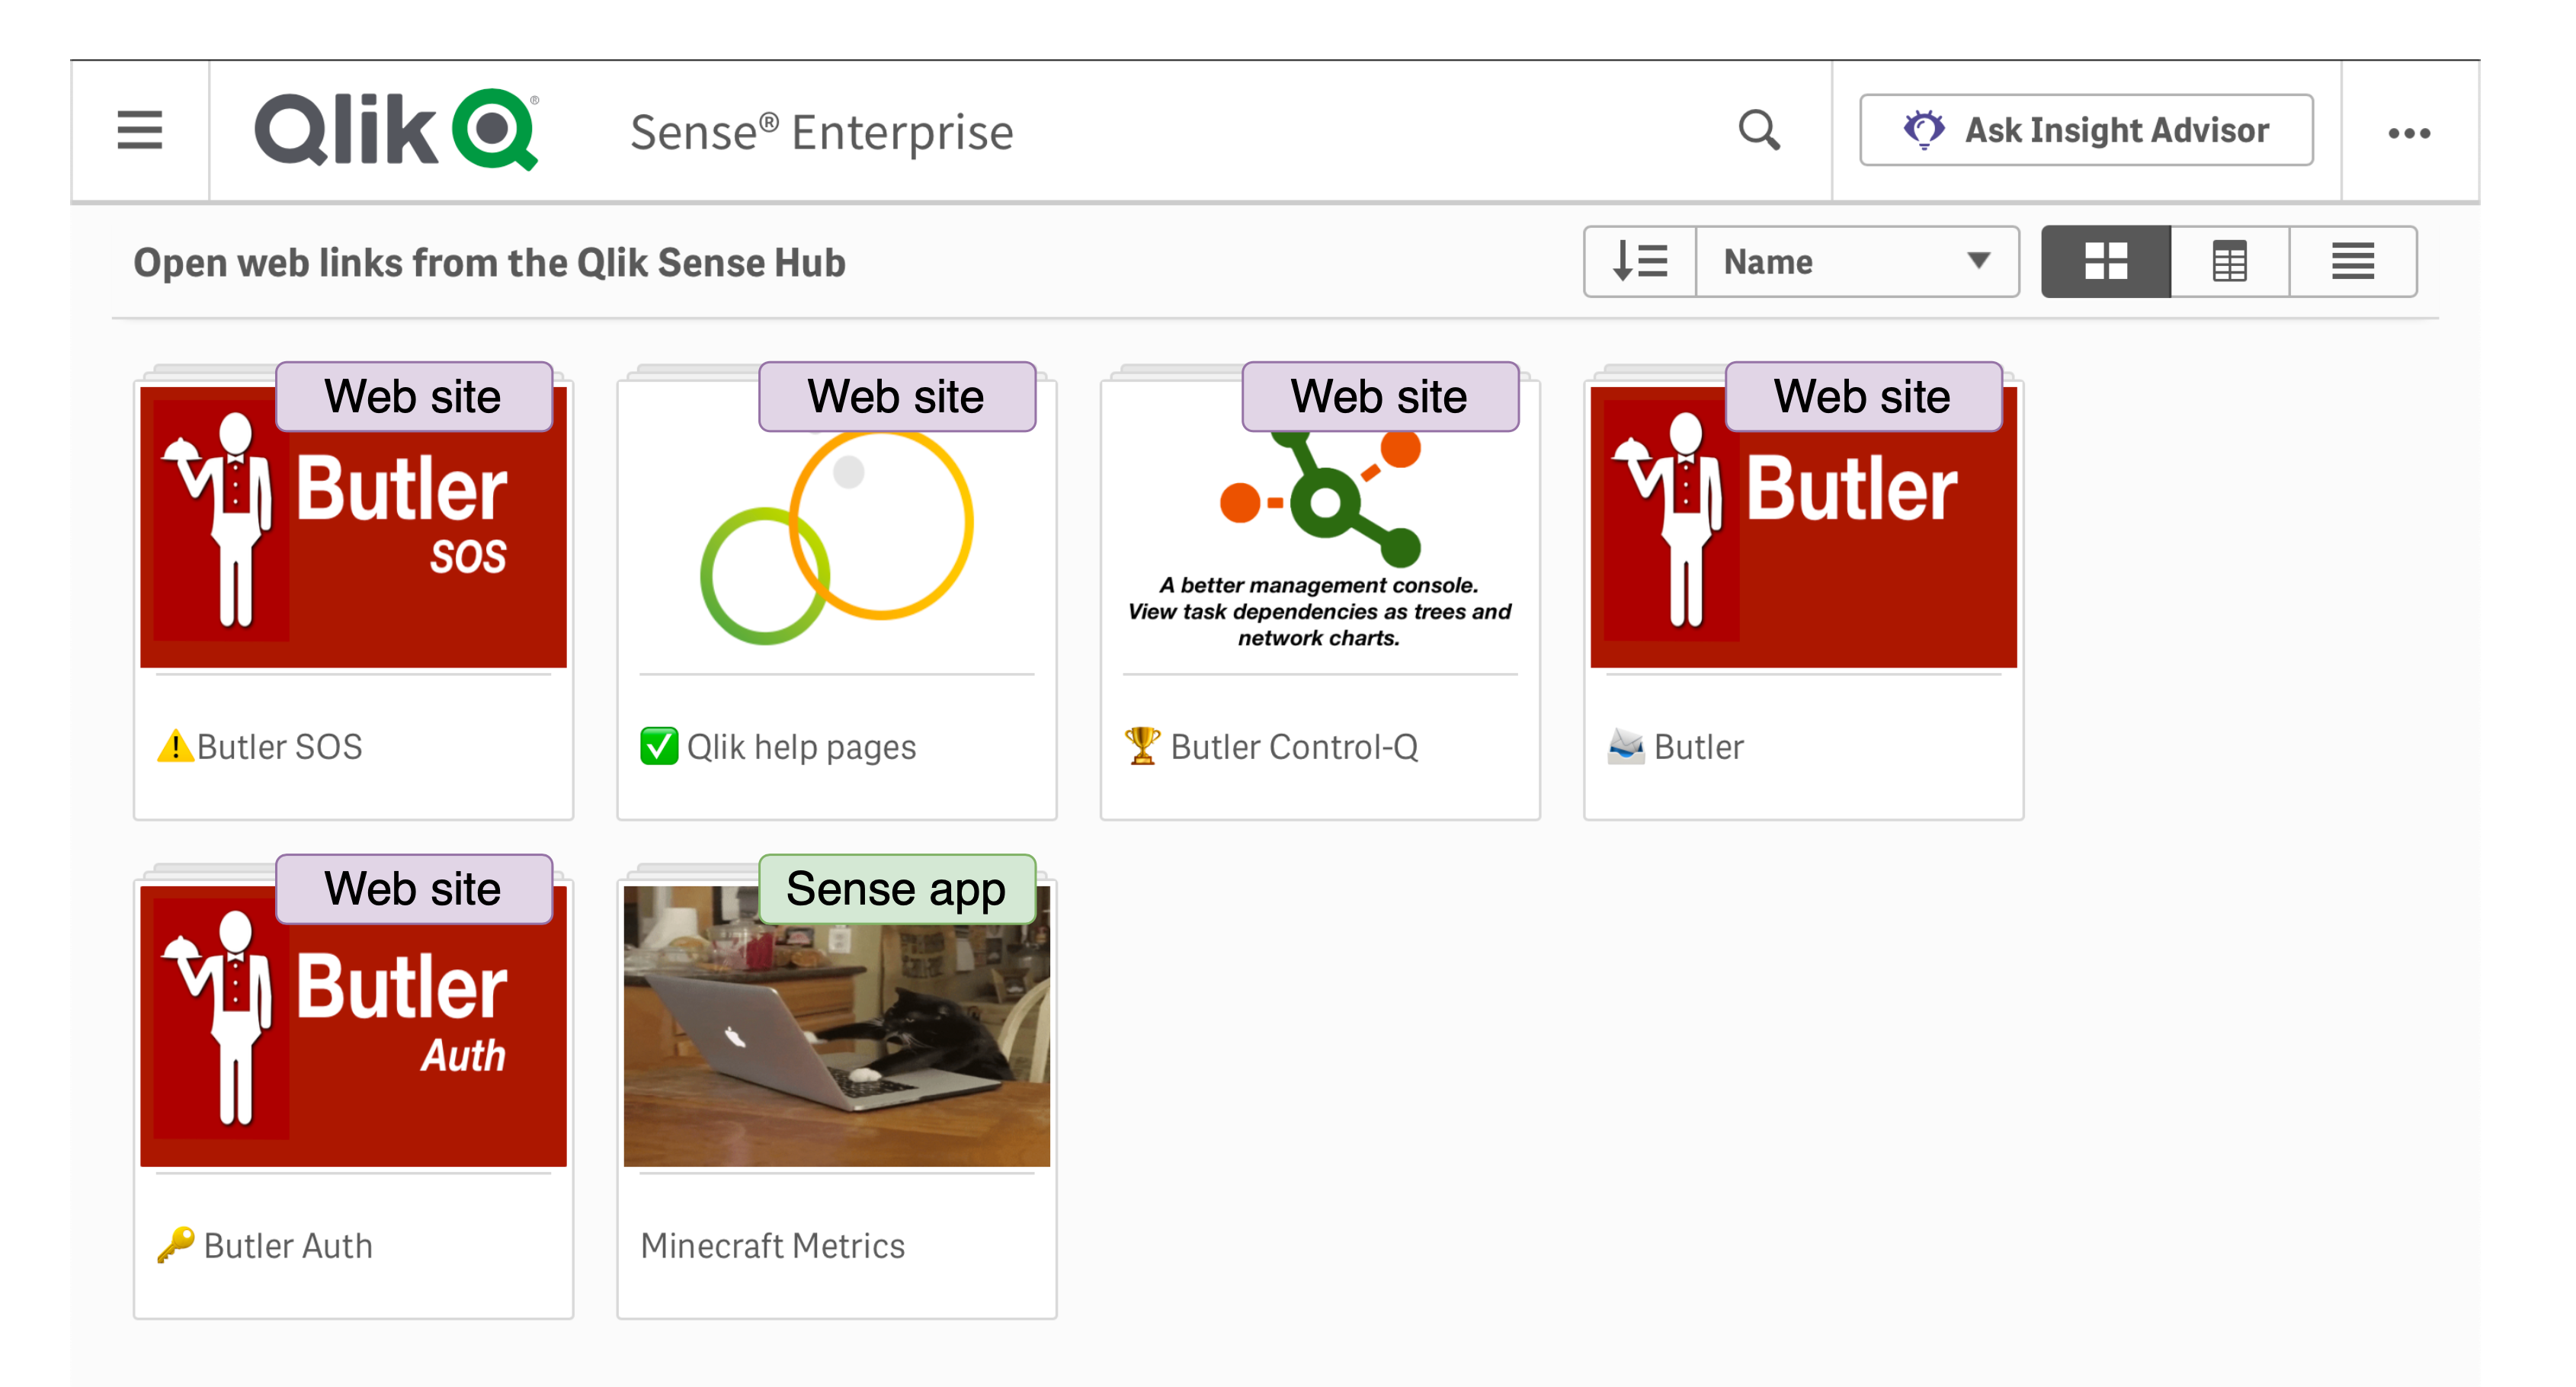 Qlik Q® Sense® Enterprise Ask Insight Advisor
Open web links from the Qlik Sense Hub Name
Web site Web site Web site Web site
Butler
SOS
A better management console.
View task dependencies as trees and
network charts.
Butler
⚠️Butler SOS ✅ Qlik help pages 🏆 Butler Control-Q 📨 Butler
Web site Sense app
Butler
Auth
🔑 Butler Auth Minecraft Metrics